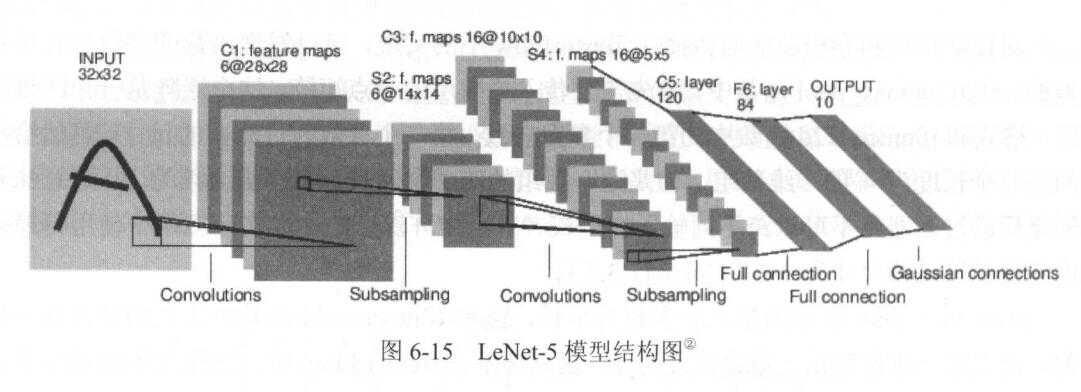 INPUT
32x32
C1: feature maps
6@28x28
C3: f. maps 16@10x10
S2: f. maps
6@14x14
S4: f. maps 16@5x5
C5: layer
120
F6: layer
84
OUTPUT
10
Convolutions
Subsampling
Convolutions
Subsampling
Full connection
Full connection
Gaussian connections
图 6-15 LeNet-5 模型结构图②